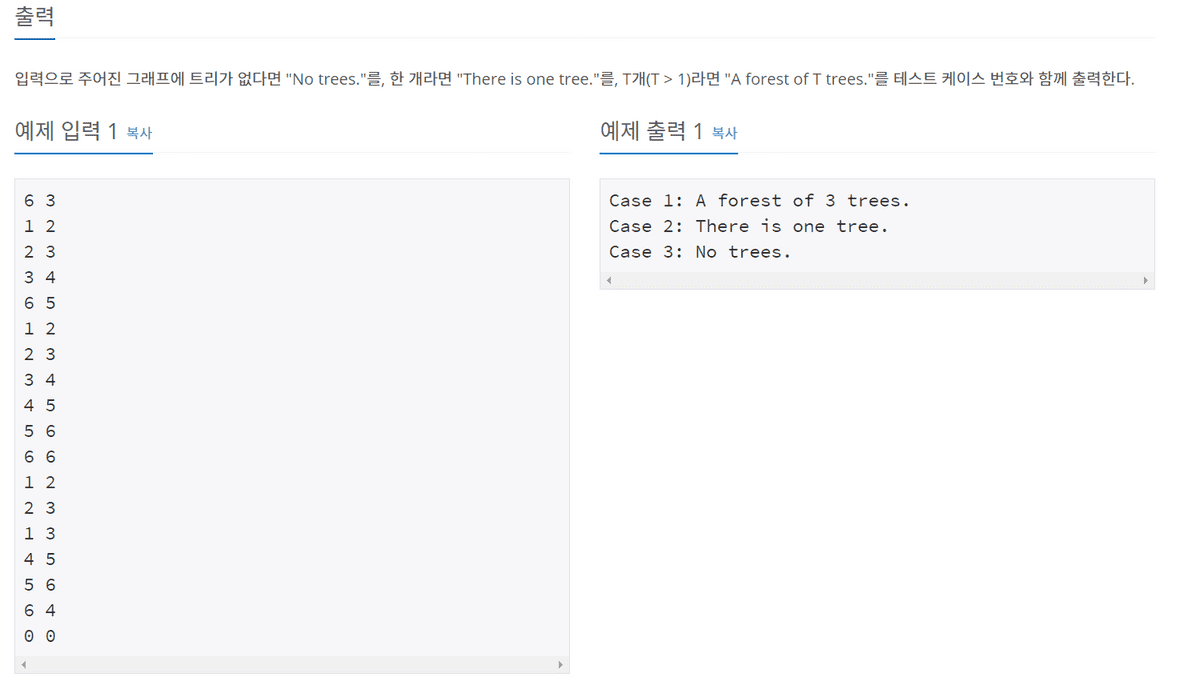 출력
입력으로 주어진 그래프에 트리가 없다면 "No trees."를, 한 개라면 "There is one tree."를, T개(T > 1)라면 "A forest of T trees."를 테스트 케이스 번호와 함께 출력한다.
예제 입력 1 복사
6 3
1 2
2 3
3 4
6 5
1 2
2 3
3 4
4 5
5 6
6 6
1 2
2 3
1 3
4 5
5 6
6 4
0 0
예제 출력 1 복사
Case 1: A forest of 3 trees.
Case 2: There is one tree.
Case 3: No trees.